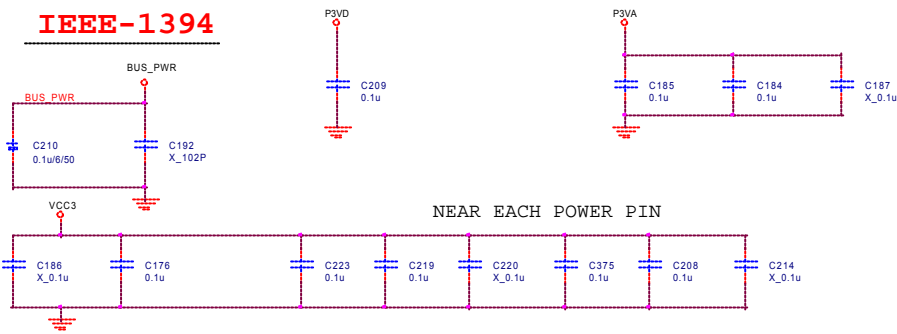 IEEE-1394
P3VD
P3VA
BUS_PWR
BUS_PWR
C210
0.1u/6/50
C192
X_102P
C209
0.1u
C185
0.1u
C184
0.1u
C187
X_0.1u
VCC3
NEAR EACH POWER PIN
C186
X_0.1u
C176
0.1u
C223
0.1u
C219
0.1u
C220
X_0.1u
C375
0.1u
C208
0.1u
C214
X_0.1u